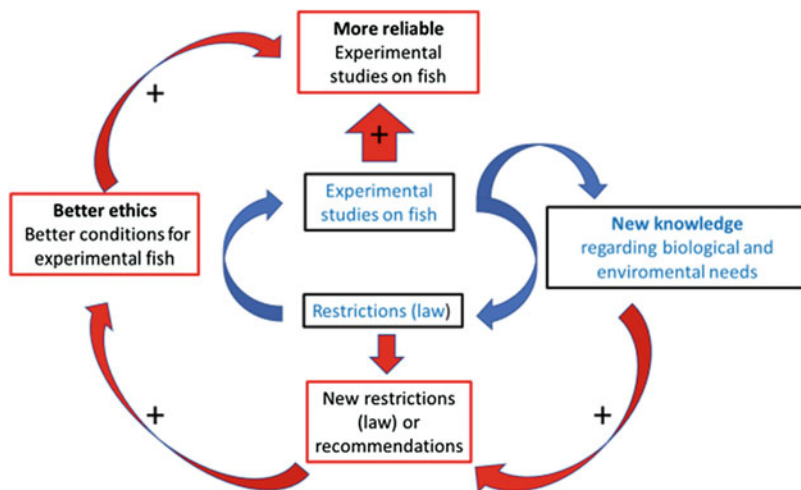 More reliable
Experimental
studies on fish
+
+
Experimental
studies on fish
Better ethics
Better conditions for
experimental fish
New knowledge
regarding biological and
enviromental needs
Restrictions (law)
New restrictions
(law) or
recommendations
+
+